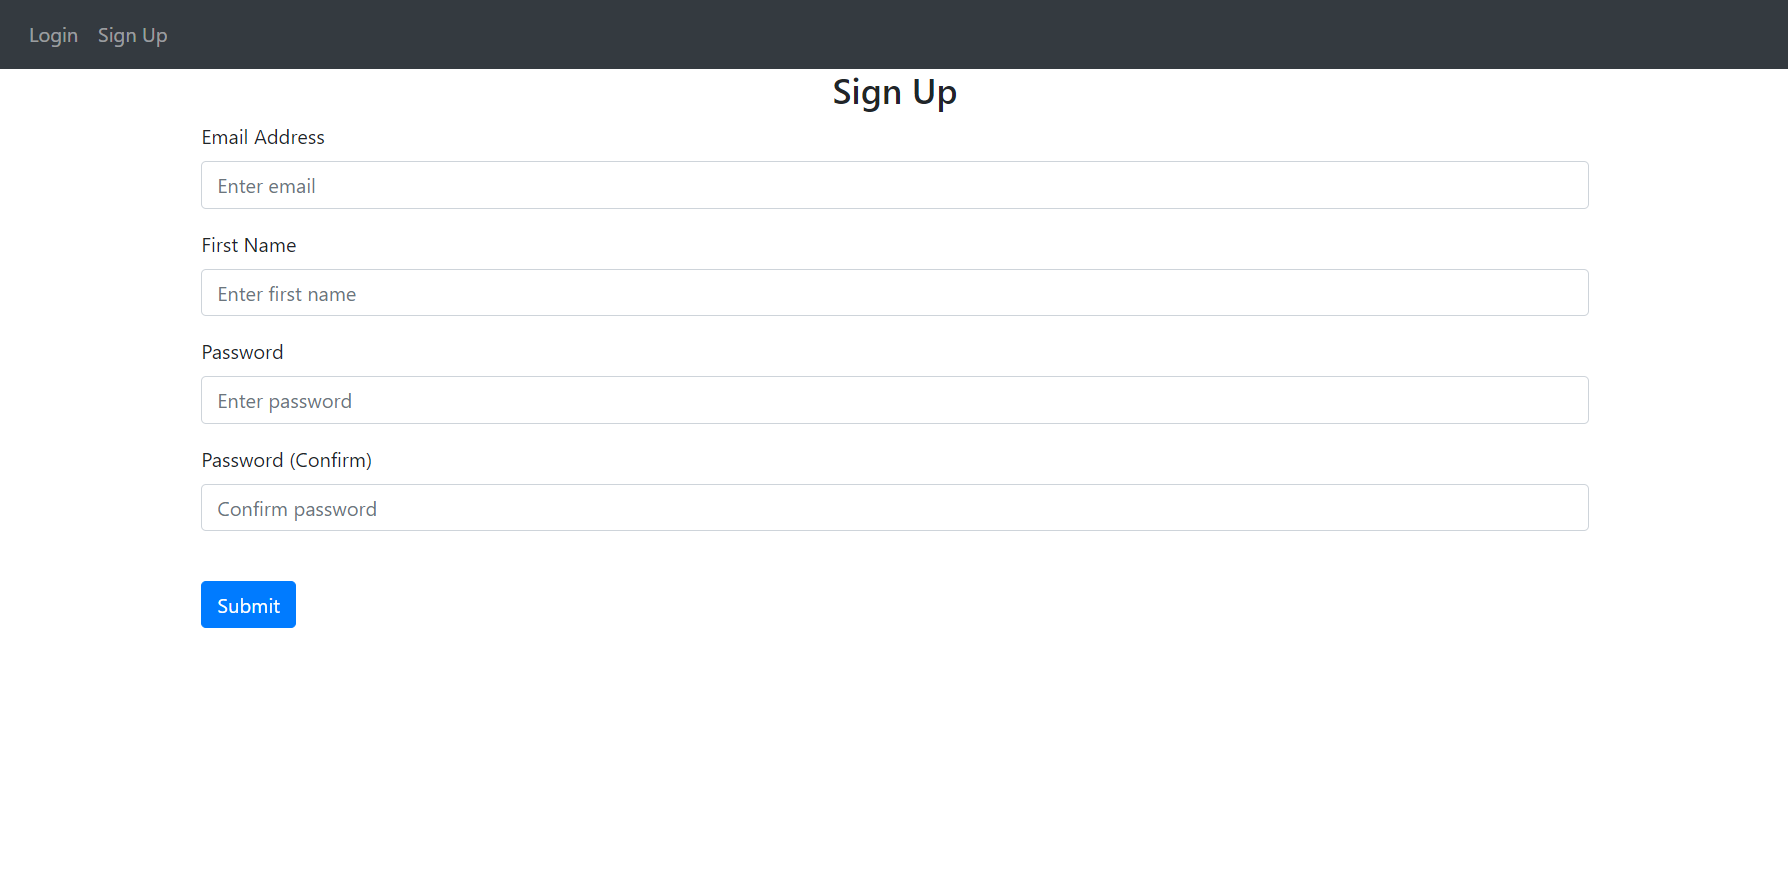 Login Sign Up
Sign Up
Email Address
Enter email
First Name
Enter first name
Password
Enter password
Password (Confirm)
Confirm password
Submit